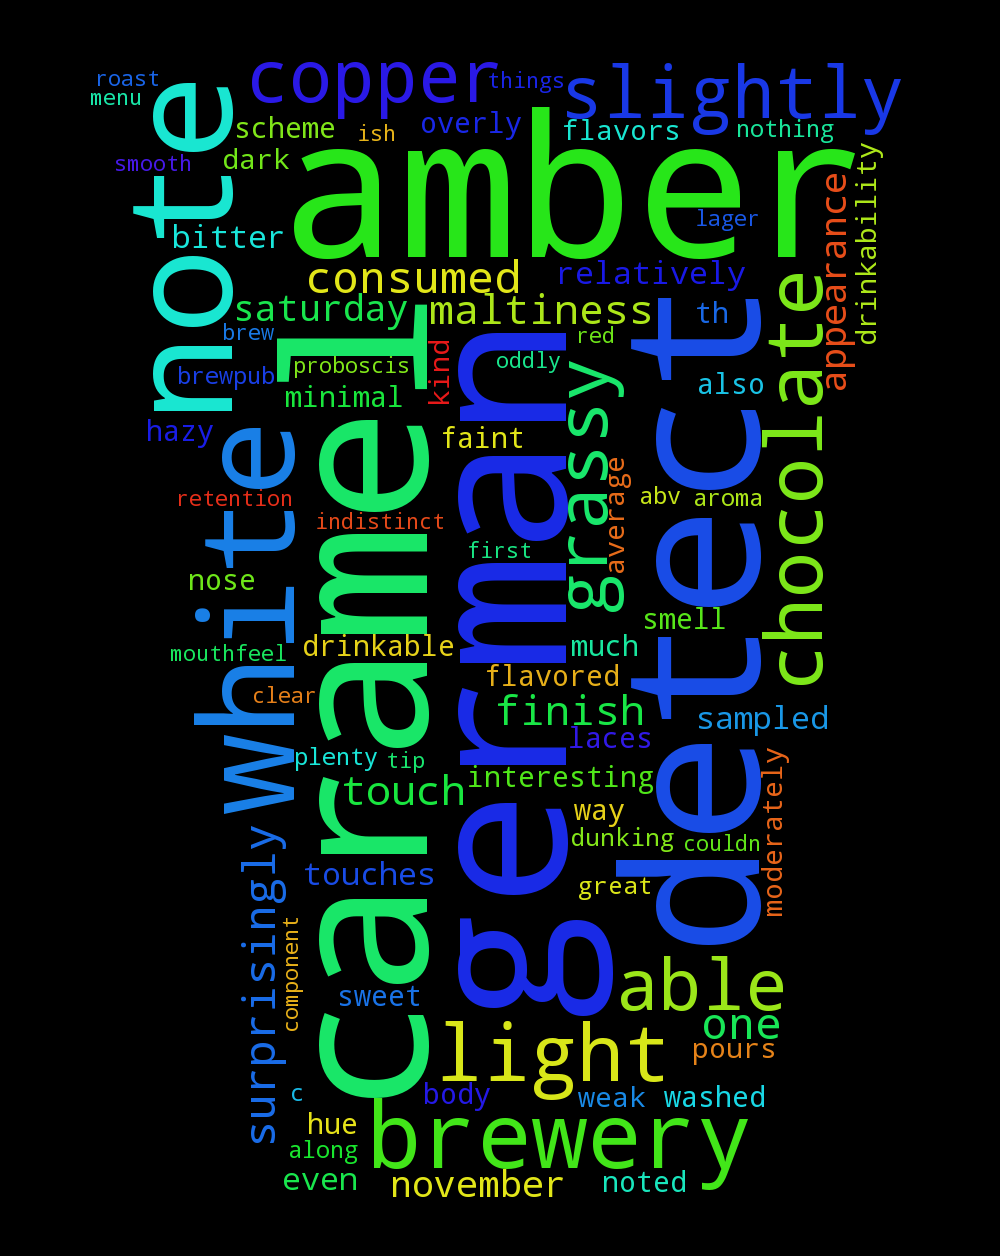 roast
copper
things
slightly
menu
note
scheme
ish
overly
flavors
nothing
smooth
dark
amber
drinkability
appearance
lager
bitter
consumed
relatively
chocolate
saturday
maltiness
th
brew
caramel
german
detect
red
proboscis
kind
oddly
brewpub
minimal
also
grassy
hazy
white
faint
average
retention
abv
aroma
indistinct
first
nose
smell
drinkable
much
mouthfeel
flavored
clear
finish
sampled
laces
plenty
tip
interesting
moderately
touch
way
surprisingly
dunking
couldn
touches
great
component
sweet
able
one
light
pours
c
body
weak
washed
hue
brewery
along
even
november
noted